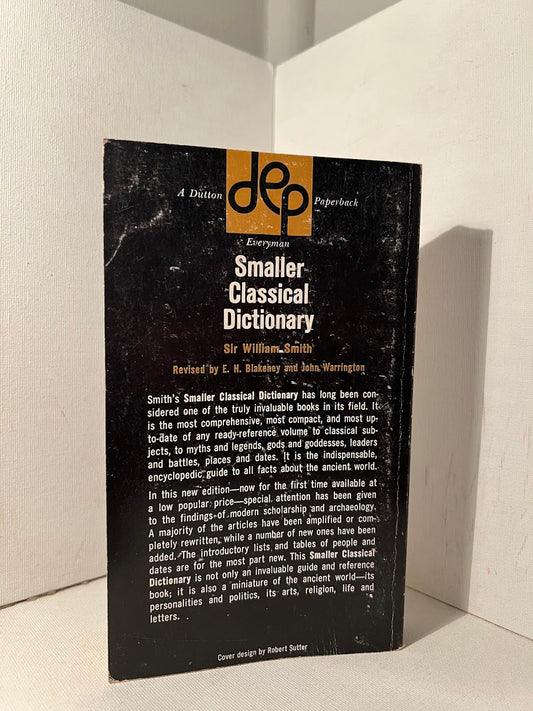 A Dutton dep Paperback
Everyman
Smaller
Classical
Dictionary
Sir William Smith
Revised by E. H. Blakeney and John Warrington
Smith's Smaller Classical Dictionary has long been con-
sidered one of the truly invaluable books in its field. It
is the most comprehensive, most compact, and most up-
to-date of any ready-reference volume to classical sub-
jects, to myths and legends, gods and goddesses, leaders
and battles, places and dates. It is the indispensable,
encyclopedic guide to all facts about the ancient world.
In this new edition—now for the first time available at
a low popular price—special attention has been given
to the findings of modern scholarship and archaeology.
A majority of the articles have been amplified or com-
pletely rewritten, while a number of new ones have been
added. The introductory lists and tables of people and
dates are for the most part new. This Smaller Classical
Dictionary is not only an invaluable guide and reference
book; it is also a miniature of the ancient world—its
personalities and politics, its arts, religion, life and
letters.
Cover design by Robert Sutter